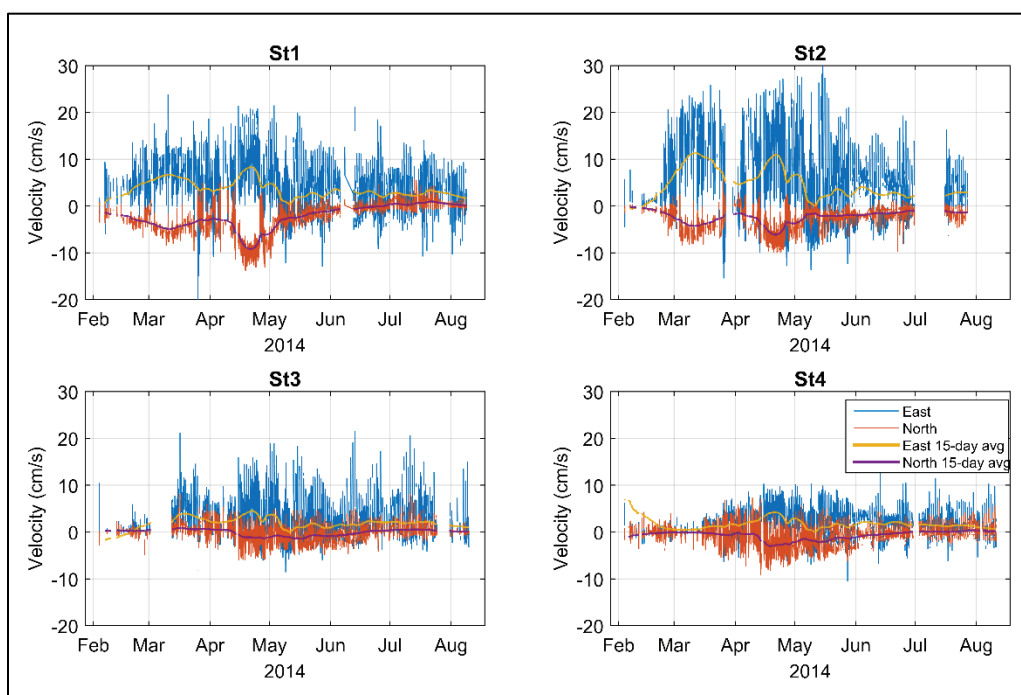 St1
Velocity (cm/s)
30
20
10
0
-10
-20
Feb Mar Apr May Jun Jul Aug
2014
St2
Velocity (cm/s)
30
20
10
0
-10
-20
Feb Mar Apr May Jun Jul Aug
2014
St3
Velocity (cm/s)
30
20
10
0
-10
-20
Feb Mar Apr May Jun Jul Aug
2014
St4
Velocity (cm/s)
30
20
10
0
-10
-20
East
North
East 15-day avg
North 15-day avg
Feb Mar Apr May Jun Jul Aug
2014